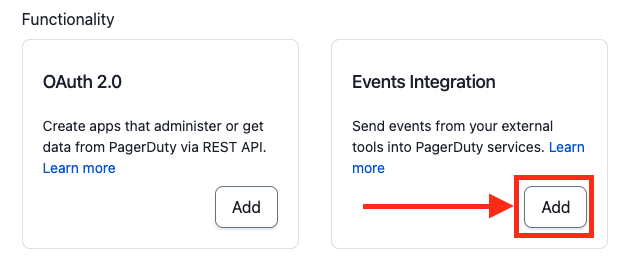 Functionality
OAuth 2.0
Create apps that administer or get
data from PagerDuty via REST API.
Learn more
Add
Events Integration
Send events from your external
tools into PagerDuty services. Learn
more
Add